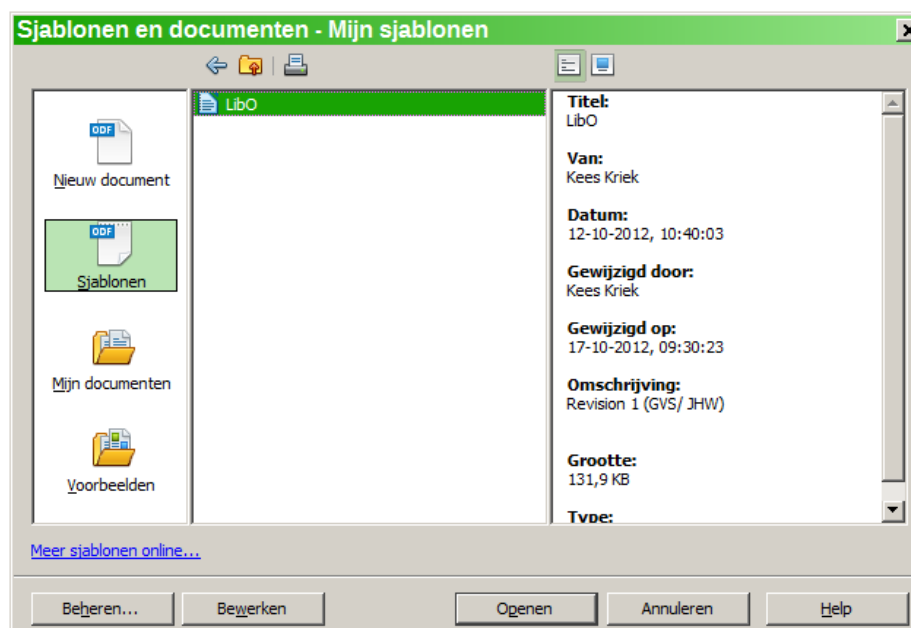 Sjablonen en documenten - Mijn sjablonen
ODF
Nieuw document
ODF
Sjablonen
Mijn documenten
Voorbeelden
LibO
Titel:
LibO
Van:
Kees Kriek
Datum:
12-10-2012, 10:40:03
Gewijzigd door:
Kees Kriek
Gewijzigd op:
17-10-2012, 09:30:23
Omschrijving:
Revision 1 (GVS/ JHW)
Grootte:
131,9 KB
Type:
Meer sjablonen online...
Beheren...
Bewerken
Openen
Annuleren
Help